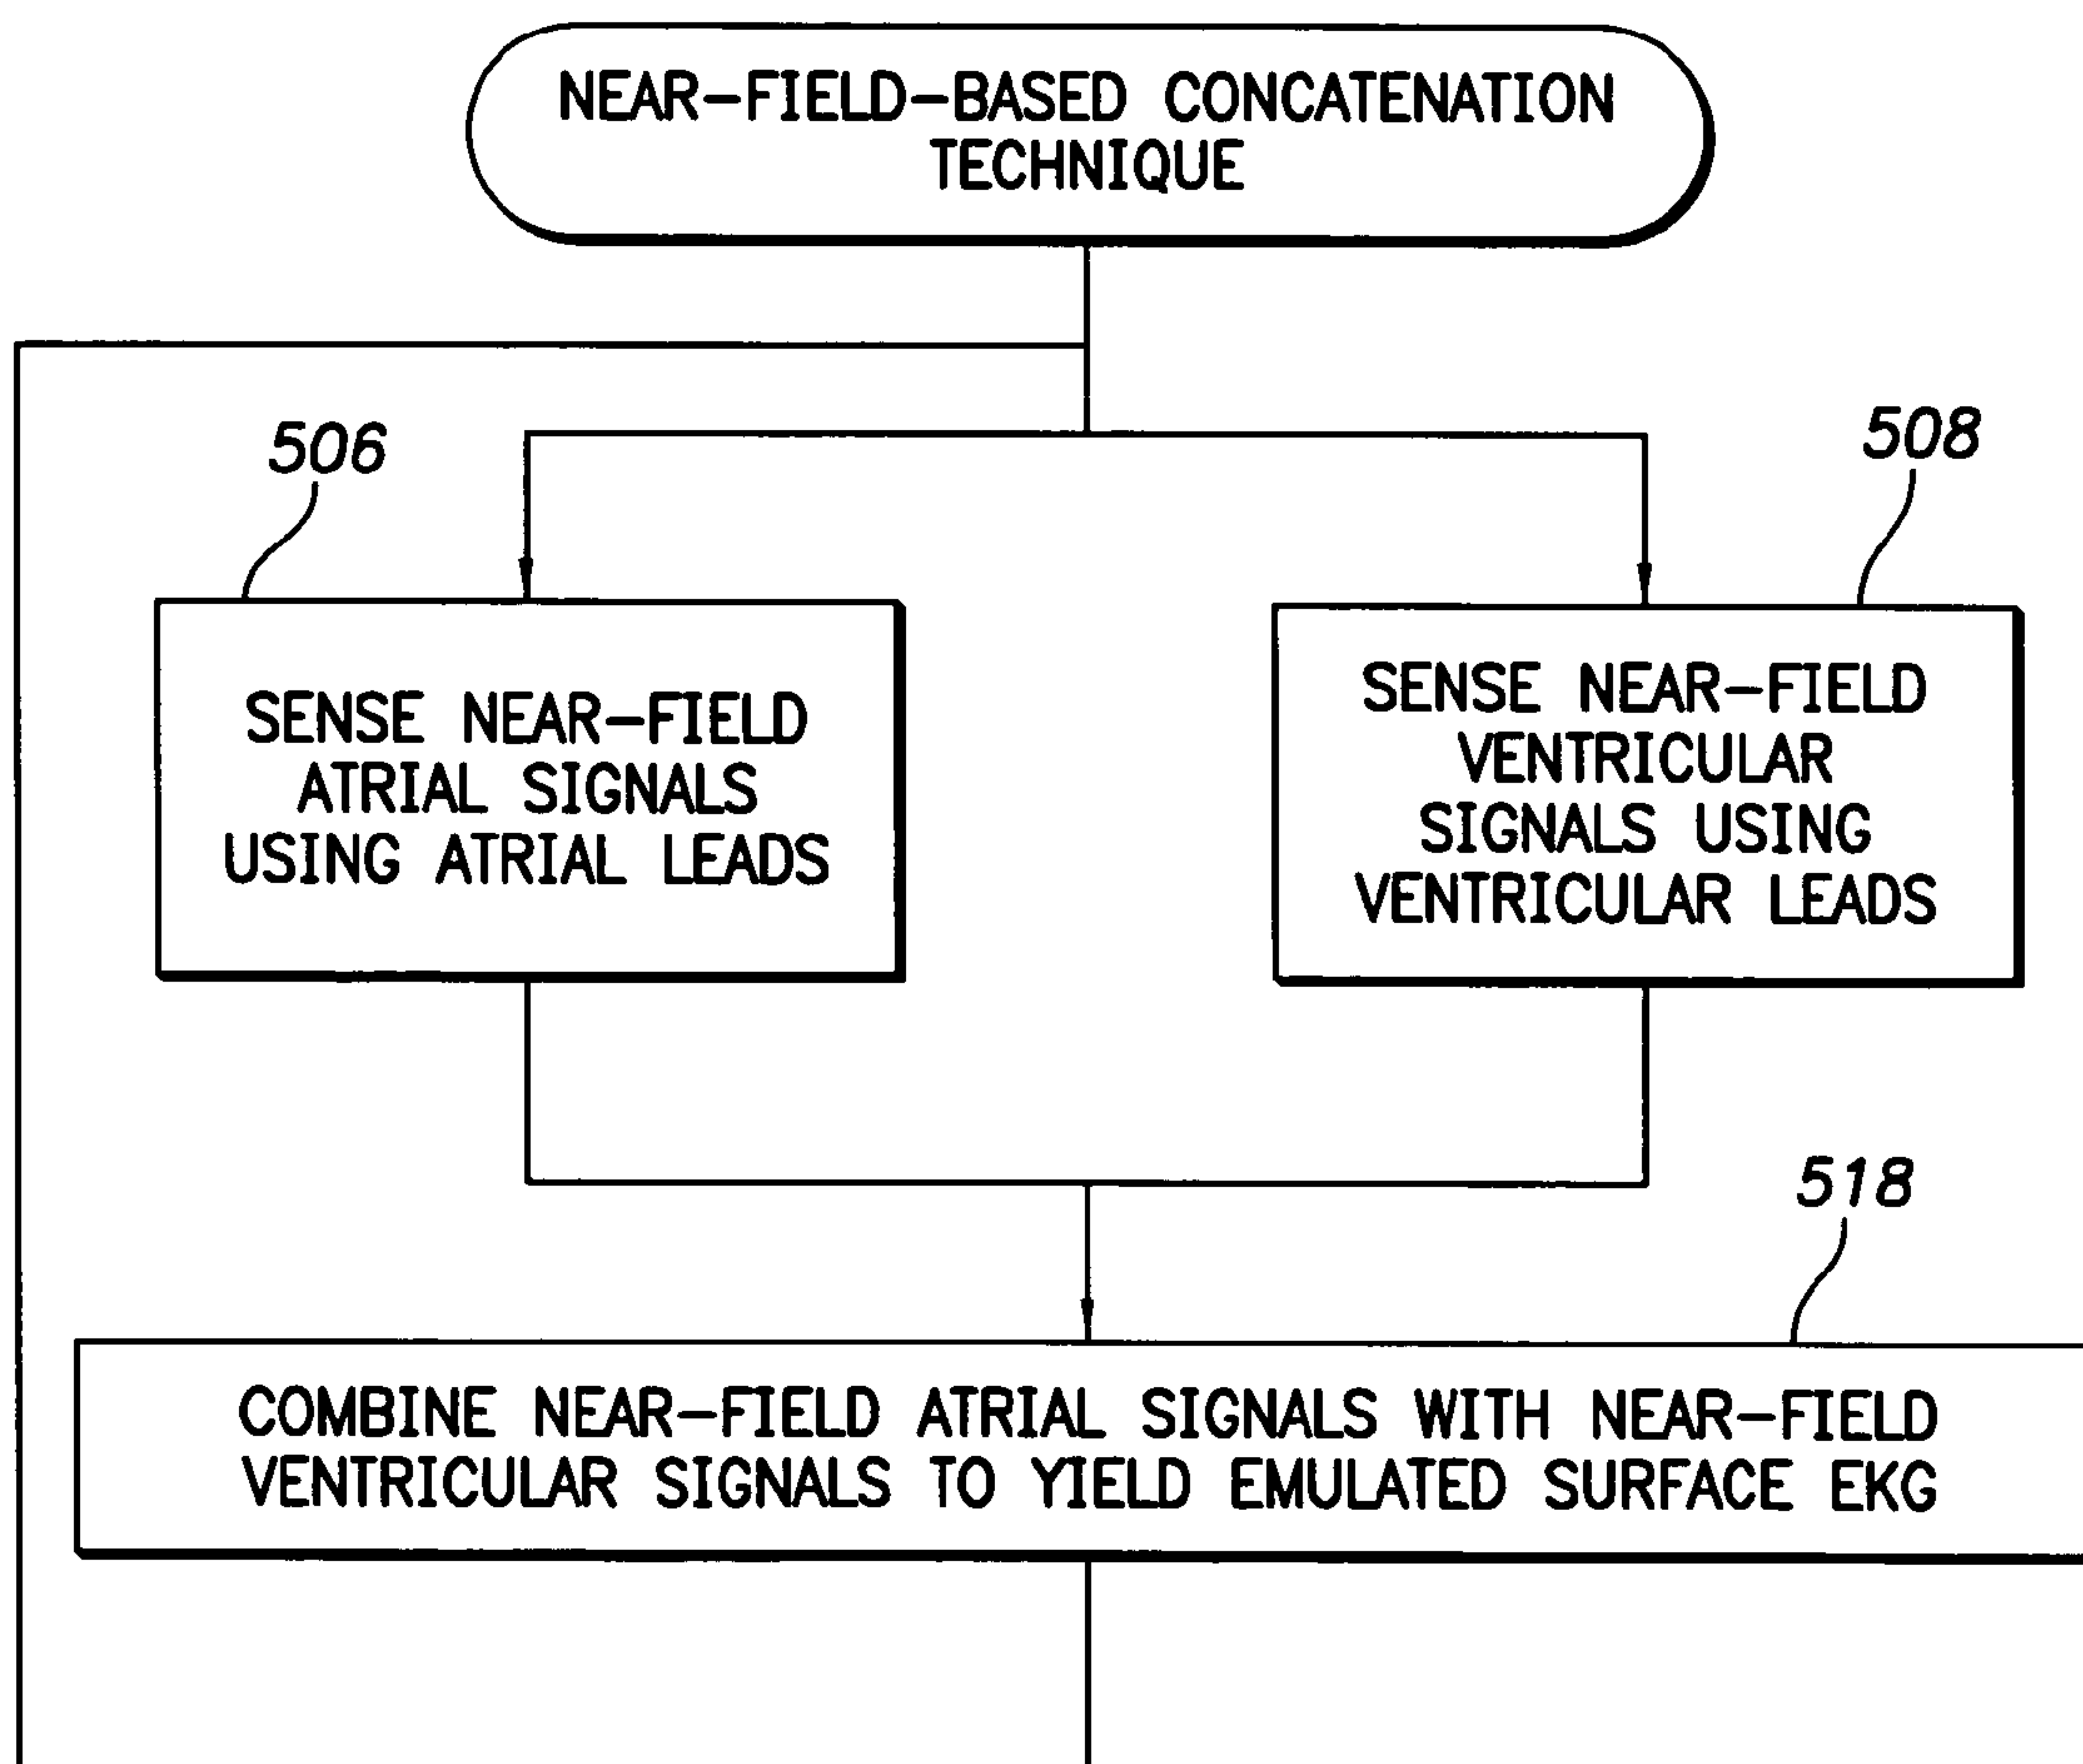 NEAR-FIELD-BASED CONCATENATION
TECHNIQUE
506
508
SENSE NEAR-FIELD
ATRIAL SIGNALS
USING ATRIAL LEADS
SENSE NEAR-FIELD
VENTRICULAR
SIGNALS USING
VENTRICULAR LEADS
518
COMBINE NEAR-FIELD ATRIAL SIGNALS WITH NEAR-FIELD
VENTRICULAR SIGNALS TO YIELD EMULATED SURFACE EKG